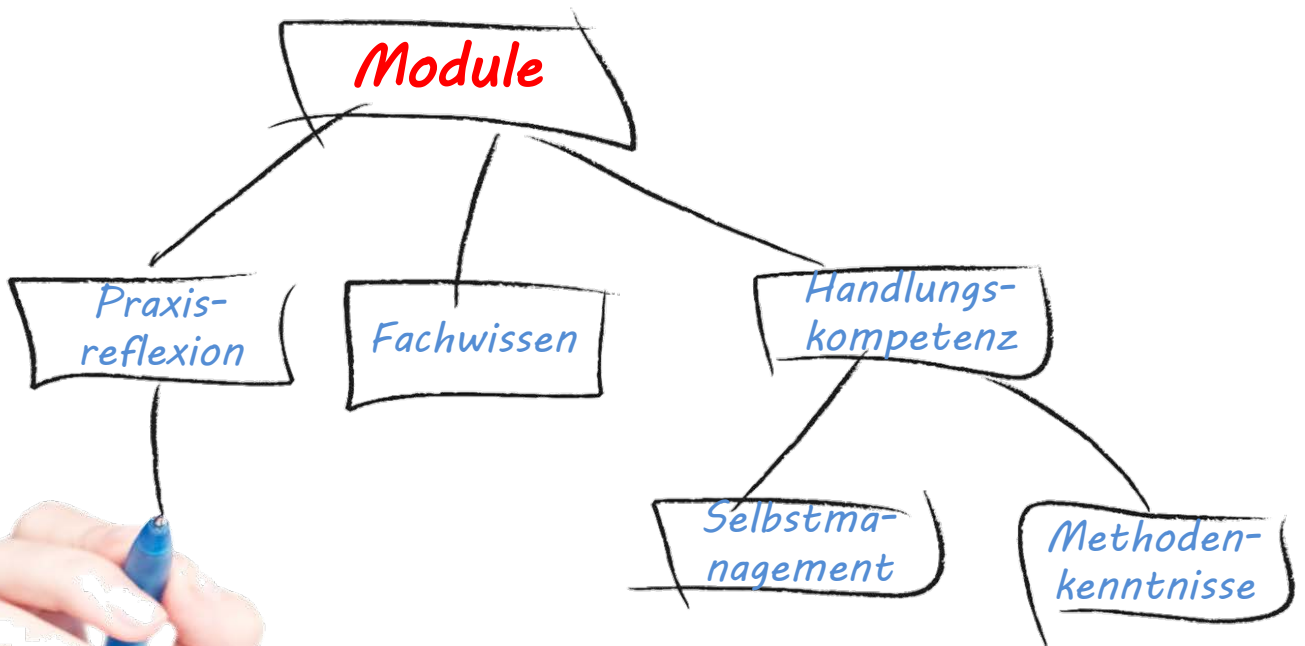 Module
Praxis-
reflexion
Fachwissen
Handlungs-
kompetenz
Selbstma-
nagement
Methoden-
kenntnisse